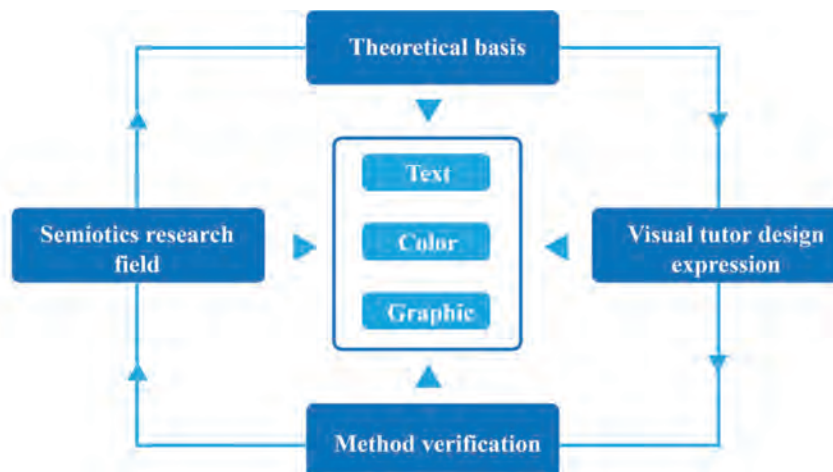 Theoretical basis
Text
Semiotics research
field
Color
Visual tutor design
expression
Graphic
Method verification